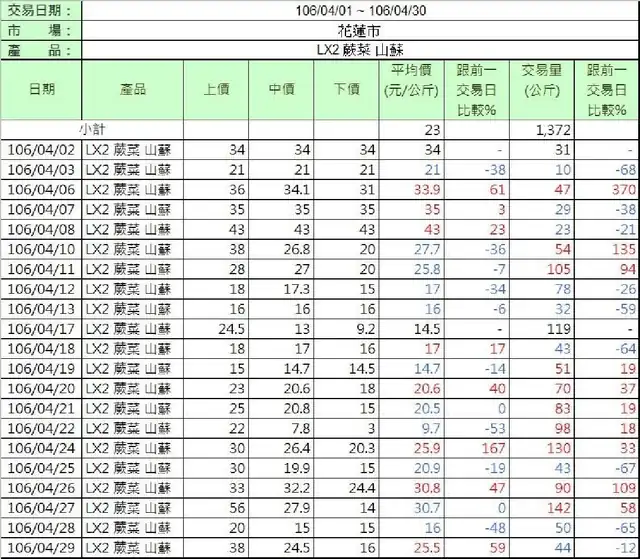 交易日期： 106/04/01 ~ 106/04/30
市 場： 花蓮市
產 品： LX2 蕨菜 山蘇
日期 產品 上價 中價 下價 平均價 (元/公斤) 跟前一 交易日 比較% 交易量 (公斤) 跟前一 交易日 比較%
小計 23 1,372
106/04/02 LX2 蕨菜 山蘇 34 34 34 34 - 31 -
106/04/03 LX2 蕨菜 山蘇 21 21 21 21 -38 10 -68
106/04/06 LX2 蕨菜 山蘇 36 34.1 31 33.9 61 47 370
106/04/07 LX2 蕨菜 山蘇 35 35 35 35 3 29 -38
106/04/08 LX2 蕨菜 山蘇 43 43 43 43 23 23 -21
106/04/10 LX2 蕨菜 山蘇 38 26.8 20 27.7 -36 54 135
106/04/11 LX2 蕨菜 山蘇 28 27 20 25.8 -7 105 94
106/04/12 LX2 蕨菜 山蘇 18 17.3 15 17 -34 78 -26
106/04/13 LX2 蕨菜 山蘇 16 16 16 16 -6 32 -59
106/04/17 LX2 蕨菜 山蘇 24.5 13 9.2 14.5 - 119 -
106/04/18 LX2 蕨菜 山蘇 18 17 16 17 17 43 -64
106/04/19 LX2 蕨菜 山蘇 15 14.7 14.5 14.7 -14 51 19
106/04/20 LX2 蕨菜 山蘇 23 20.6 18 20.6 40 70 37
106/04/21 LX2 蕨菜 山蘇 25 20.8 15 20.5 0 83 19
106/04/22 LX2 蕨菜 山蘇 22 7.8 3 9.7 -53 98 18
106/04/24 LX2 蕨菜 山蘇 30 26.4 20.3 25.9 167 130 33
106/04/25 LX2 蕨菜 山蘇 30 19.9 15 20.9 -19 43 -67
106/04/26 LX2 蕨菜 山蘇 33 32.2 24.4 30.8 47 90 109
106/04/27 LX2 蕨菜 山蘇 56 27.9 14 30.7 0 142 58
106/04/28 LX2 蕨菜 山蘇 20 15 15 16 -48 50 -65
106/04/29 LX2 蕨菜 山蘇 38 24.5 16 25.5 59 44 -12